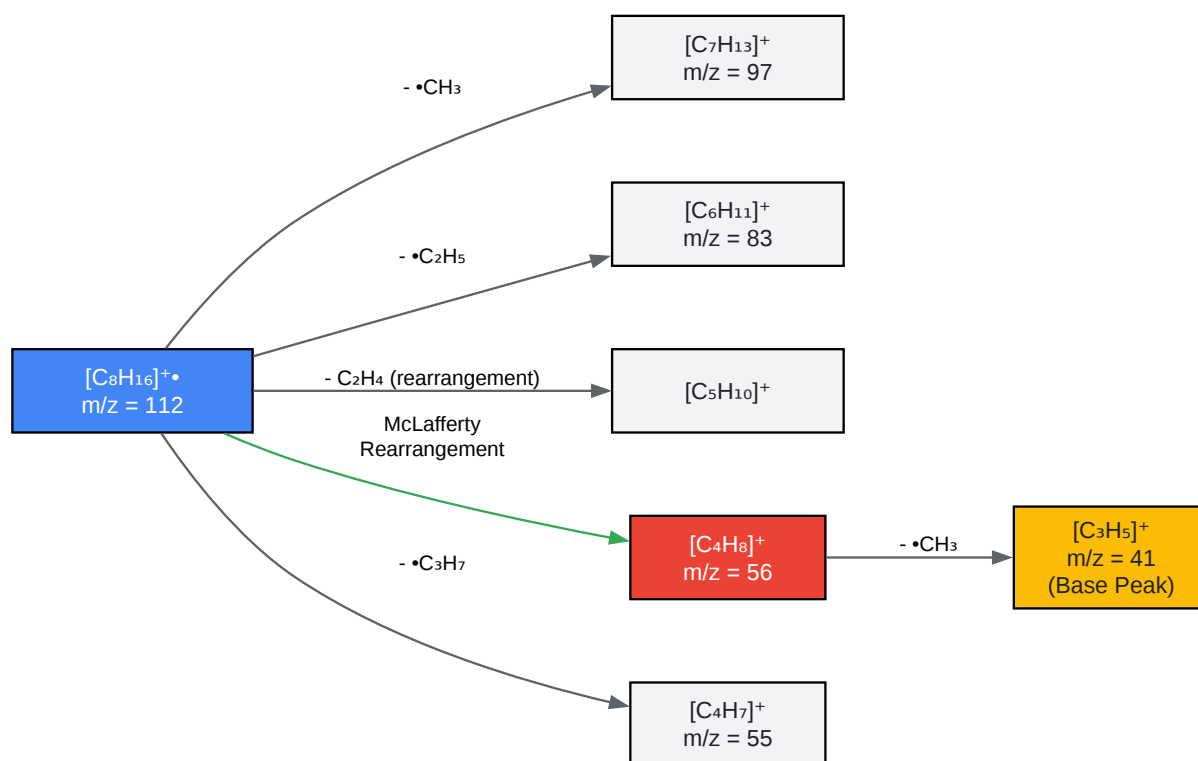 [C₇H₁₃]⁺
m/z = 97
- •CH₃
[C₆H₁₁]⁺
m/z = 83
- •C₂H₅
[C₈H₁₆]⁺•
m/z = 112
- C₂H₄ (rearrangement)
[C₅H₁₀]⁺
McLafferty
Rearrangement
[C₄H₈]⁺
m/z = 56
- •CH₃
[C₃H₅]⁺
m/z = 41
(Base Peak)
- •C₃H₇
[C₄H₇]⁺
m/z = 55